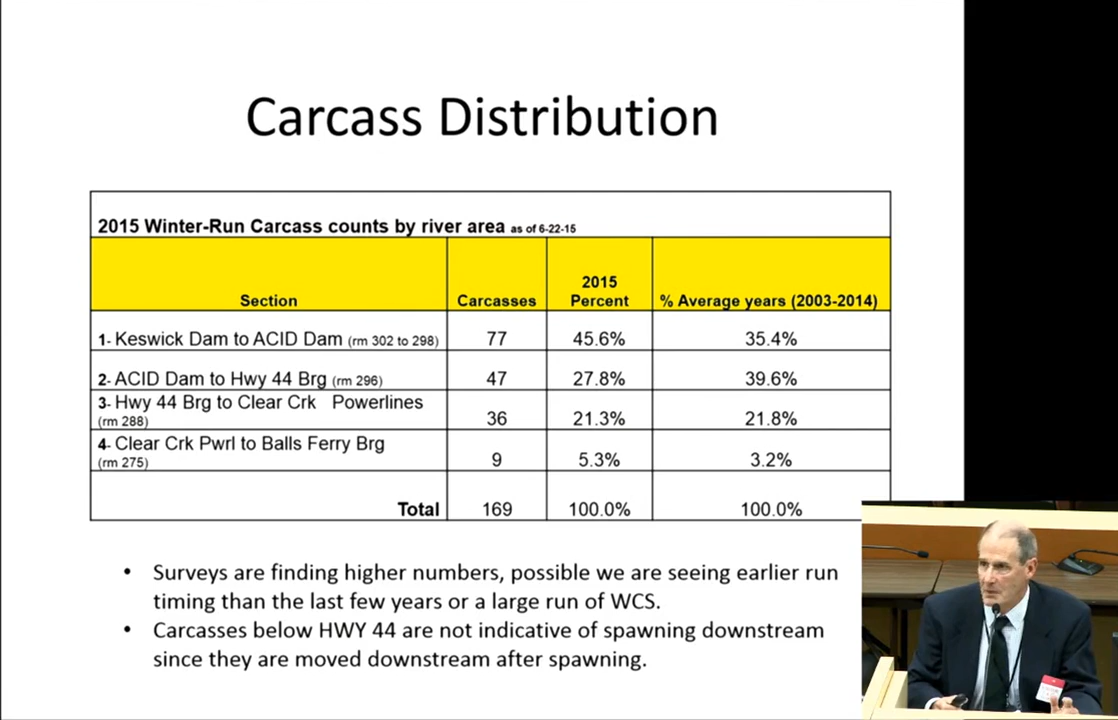 Carcass Distribution
2015 Winter-Run Carcass counts by river area as of 6-22-15
Section Carcasses 2015 Percent % Average years (2003-2014)
1- Keswick Dam to ACID Dam (rm 302 to 298) 77 45.6% 35.4%
2- ACID Dam to Hwy 44 Brg (rm 296) 47 27.8% 39.6%
3- Hwy 44 Brg to Clear Crk Powerlines
(rm 288) 36 21.3% 21.8%
4- Clear Crk Pwrl to Balls Ferry Brg
(rm 275) 9 5.3% 3.2%
Total 169 100.0% 100.0%
• Surveys are finding higher numbers, possible we are seeing earlier run
timing than the last few years or a large run of WCS.
• Carcasses below HWY 44 are not indicative of spawning downstream
since they are moved downstream after spawning.